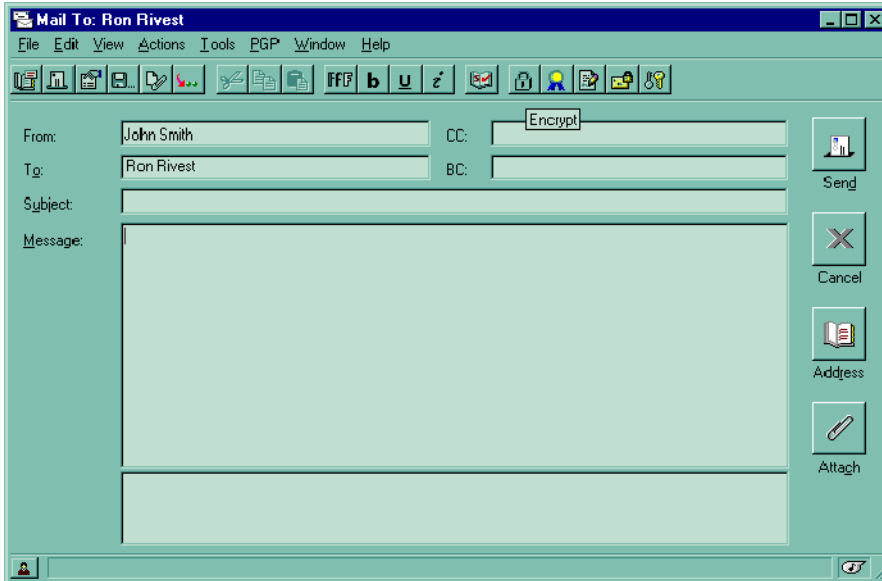 Mail To: Ron Rivest
File Edit View Actions Tools PGP Window Help
b u i
Encrypt
From: John Smith CC:
To: Ron Rivest BC:
Subject:
Message:
Send
Cancel
Address
Attach